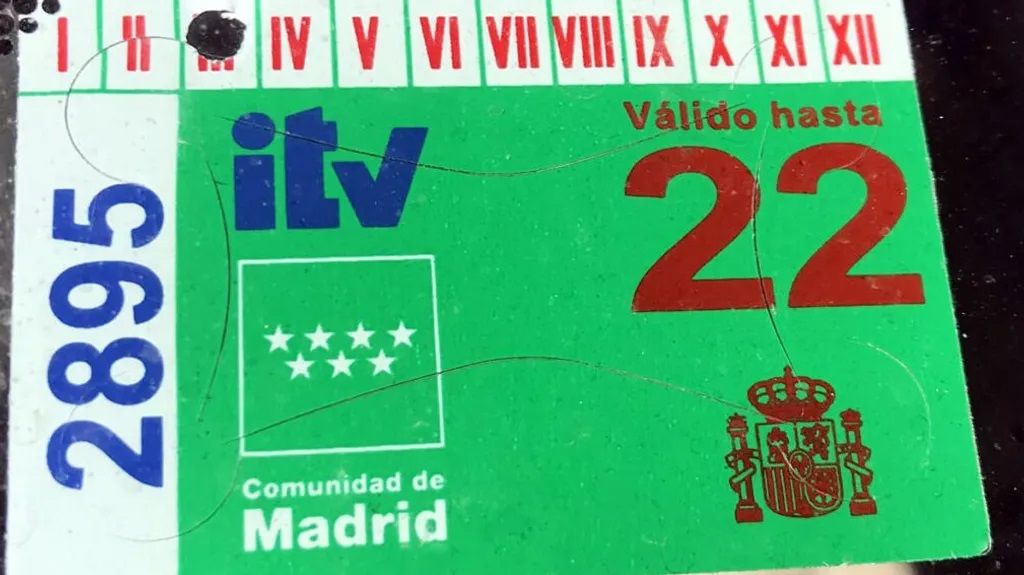 I II III IV V VI VII VIII IX X XI XII
itv
Válido hasta
22
2895
Comunidad de
Madrid